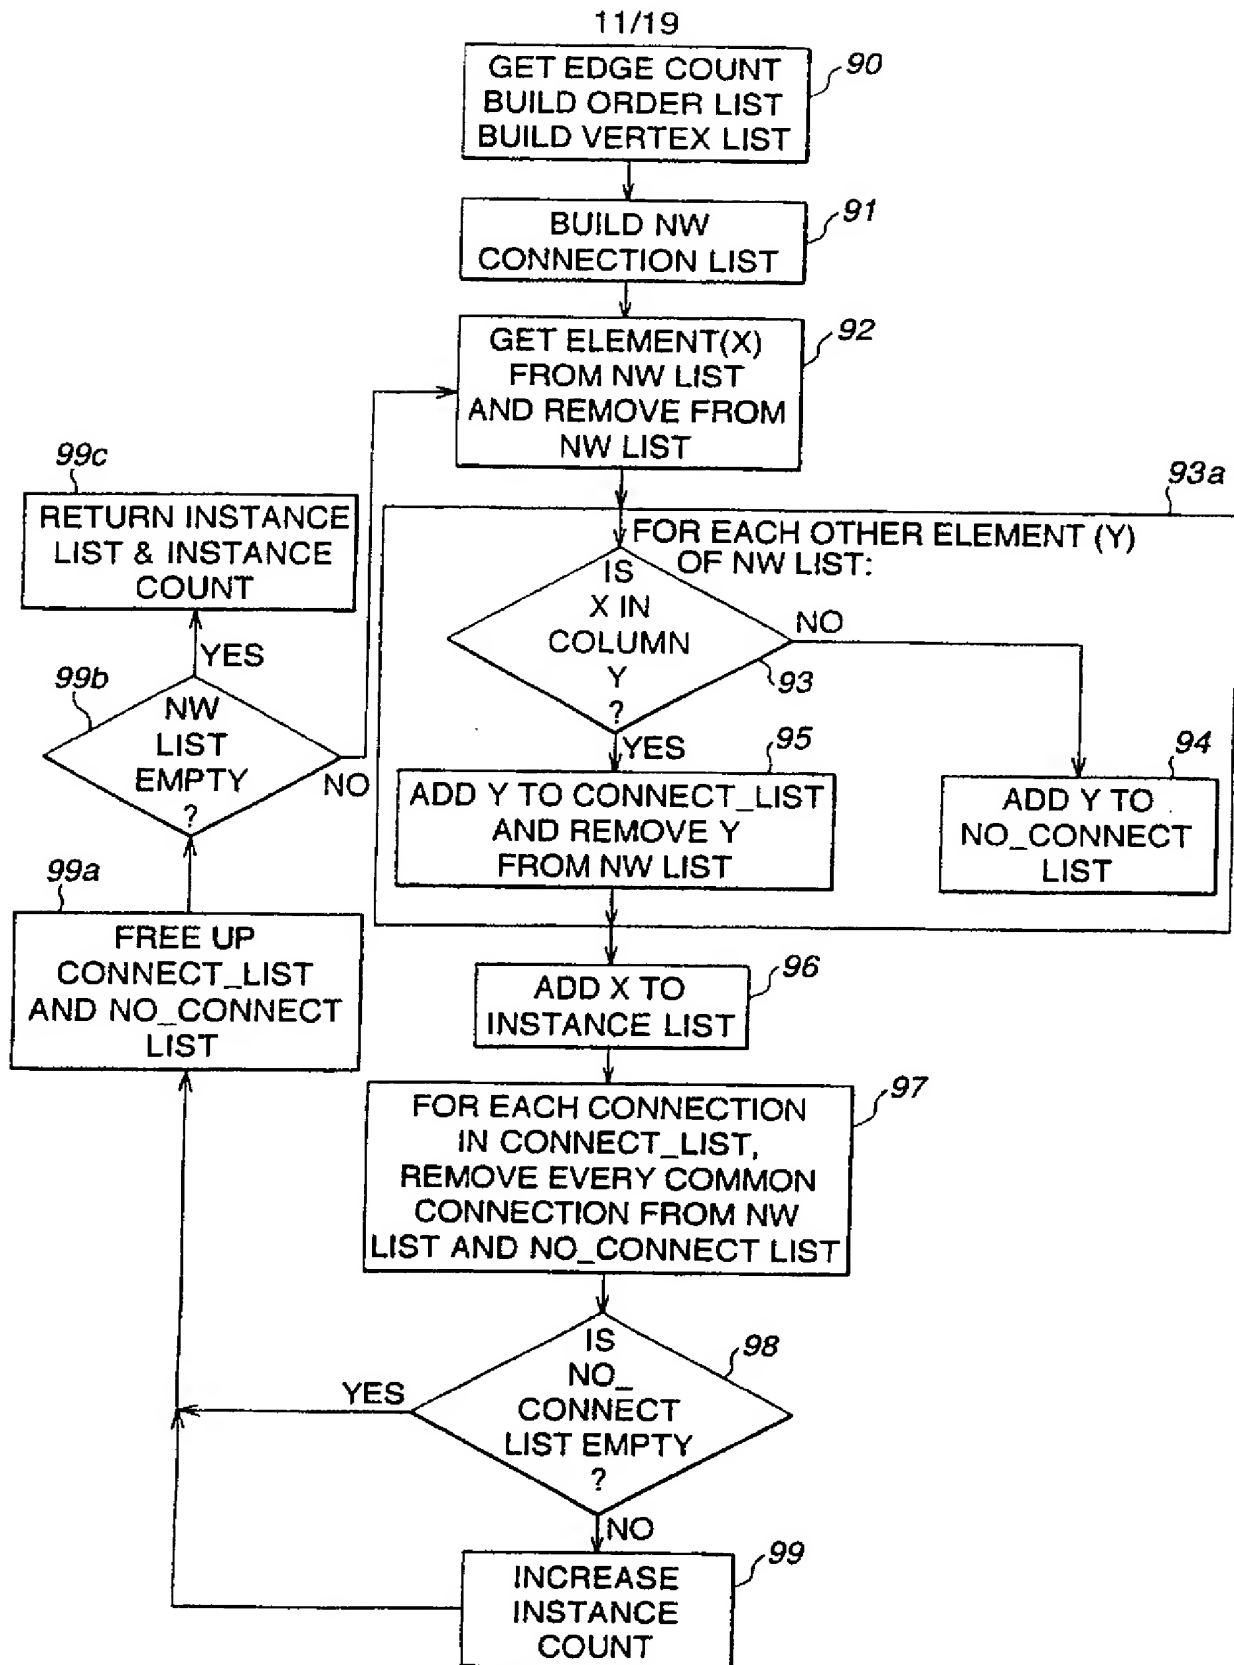 11/19
GET EDGE COUNT
BUILD ORDER LIST
BUILD VERTEX LIST
90
BUILD NW
CONNECTION LIST
91
GET ELEMENT(X)
FROM NW LIST
AND REMOVE FROM
NW LIST
92
93a
FOR EACH OTHER ELEMENT (Y)
OF NW LIST:
IS
X IN
COLUMN
Y
?
93
NO
YES
94
ADD Y TO
NO_CONNECT
LIST
95
ADD Y TO CONNECT_LIST
AND REMOVE Y
FROM NW LIST
96
ADD X TO
INSTANCE LIST
97
FOR EACH CONNECTION
IN CONNECT_LIST,
REMOVE EVERY COMMON
CONNECTION FROM NW
LIST AND NO_CONNECT LIST
IS
NO_
CONNECT
LIST EMPTY
?
98
YES
NO
99
INCREASE
INSTANCE
COUNT
99a
FREE UP
CONNECT_LIST
AND NO_CONNECT
LIST
99b
NW
LIST
EMPTY
?
NO
YES
99c
RETURN INSTANCE
LIST & INSTANCE
COUNT